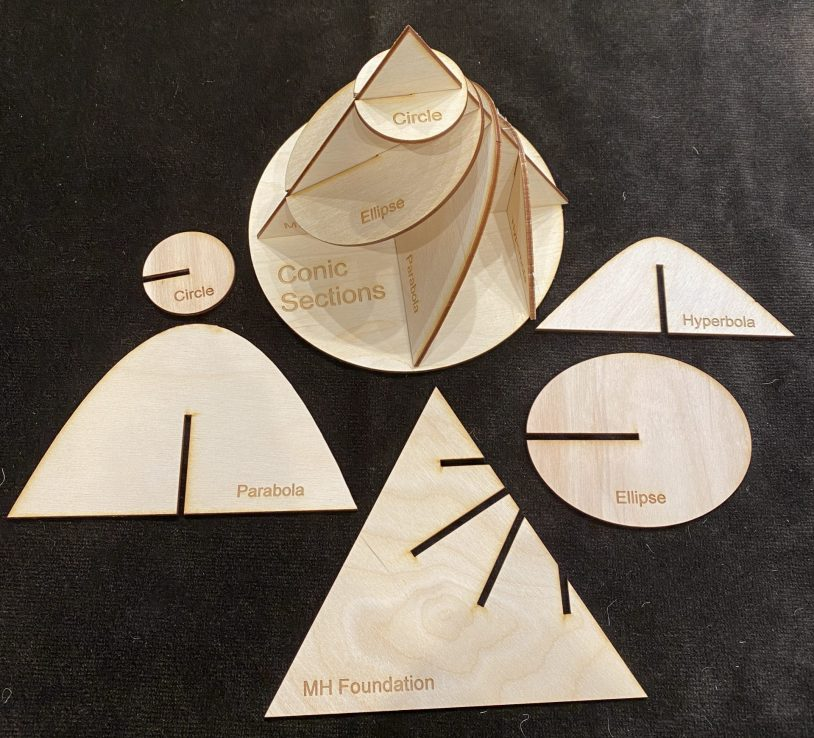 Circle
Ellipse
M
Conic
Sections
Parabola
Circle
Hyperbola
Parabola
Ellipse
MH Foundation